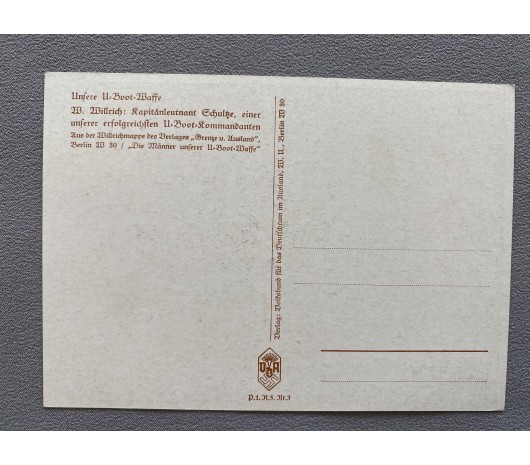 Unsere U-Boot-Waffe
W. Willrich: Kapitänleutnant Schultze, einer
unserer erfolgreichsten U-Boot-Kommandanten
Aus der Willrichmappe des Verlages „Grenze u. Ausland“,
Berlin W 30 / „Die Männer unserer U-Boot-Waffe“
Verlag: Volksbund für das Deutschtum im Ausland, W. U., Berlin W 30
VDA
P. 1. R. 5. Nr. 3